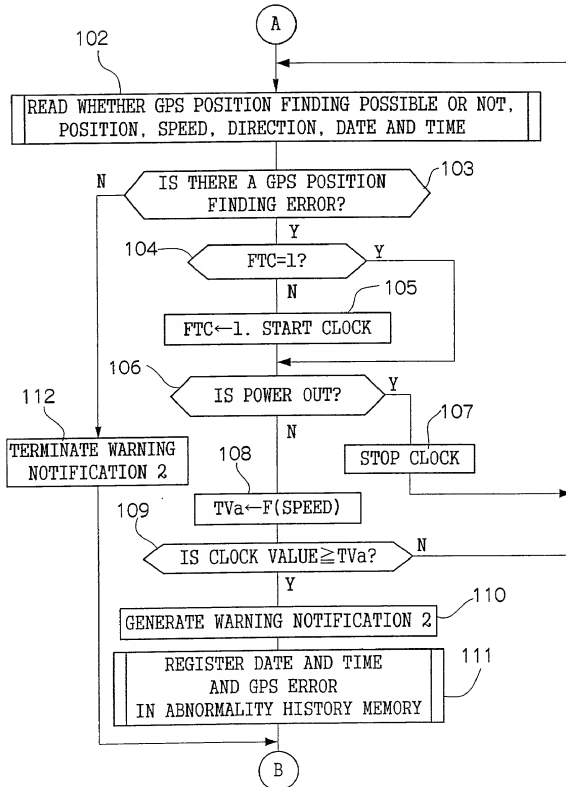 A
102
READ WHETHER GPS POSITION FINDING POSSIBLE OR NOT,
POSITION, SPEED, DIRECTION, DATE AND TIME
N
IS THERE A GPS POSITION
FINDING ERROR?
103
Y
104
FTC=1?
Y
N
105
FTC←1. START CLOCK
106
IS POWER OUT?
Y
112
N
107
TERMINATE WARNING
NOTIFICATION 2
STOP CLOCK
108
TVa←F(SPEED)
109
IS CLOCK VALUE≧TVa?
N
Y
110
GENERATE WARNING NOTIFICATION 2
REGISTER DATE AND TIME
AND GPS ERROR
IN ABNORMALITY HISTORY MEMORY
111
B